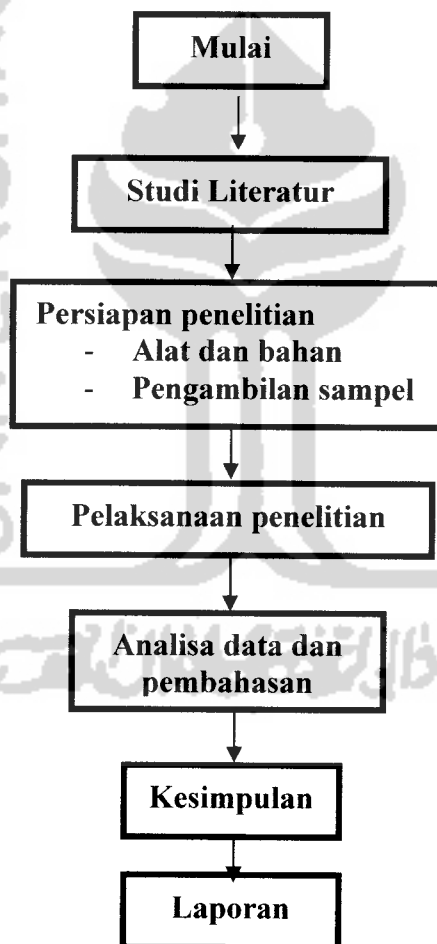 Mulai
Studi Literatur
Persiapan penelitian
- Alat dan bahan
- Pengambilan sampel
Pelaksanaan penelitian
Analisa data dan
pembahasan
Kesimpulan
Laporan